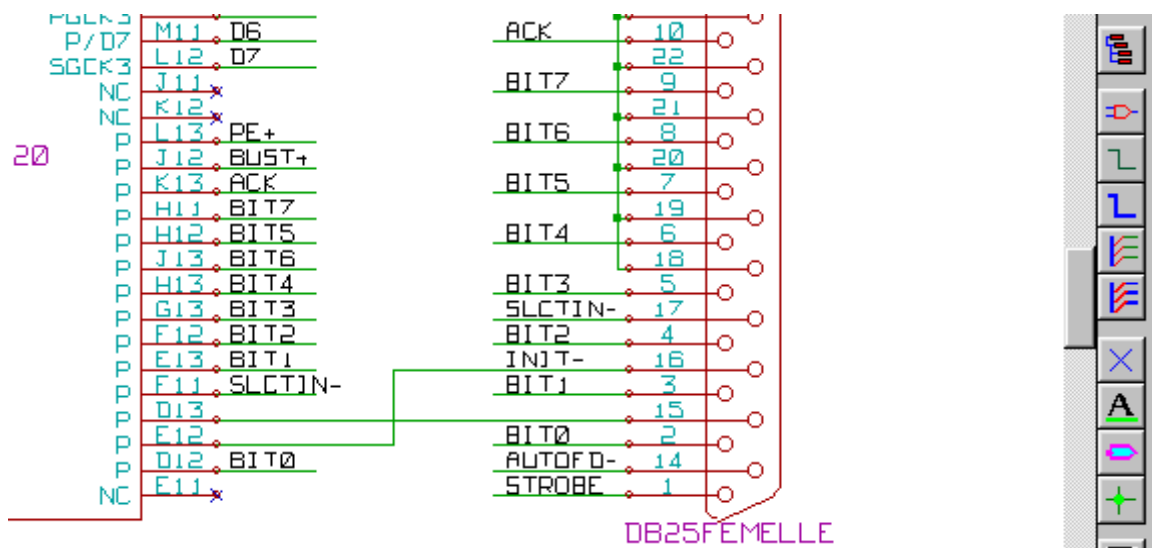 PGCK3
P/D7 M11 D6 ACK 10
SGCK3 L12 D7 22
NC J11 BIT7 9
NC K12 21
P L13 PE+ BIT6 8
20 P J12 BUST+ 20
P K13 ACK BIT5 7
P H11 BIT7 19
P H12 BIT5 BIT4 6
P J13 BIT6 18
P H13 BIT4 BIT3 5
P G13 BIT3 SLCTIN- 17
P F12 BIT2 BIT2 4
P E13 BIT1 INIT- 16
P F11 SLCTIN- BIT1 3
P D13 15
P E12 BIT0 2
P D12 BIT0 AUTOFD- 14
NC E11 STROBE 1
DB25FEMELLE
A